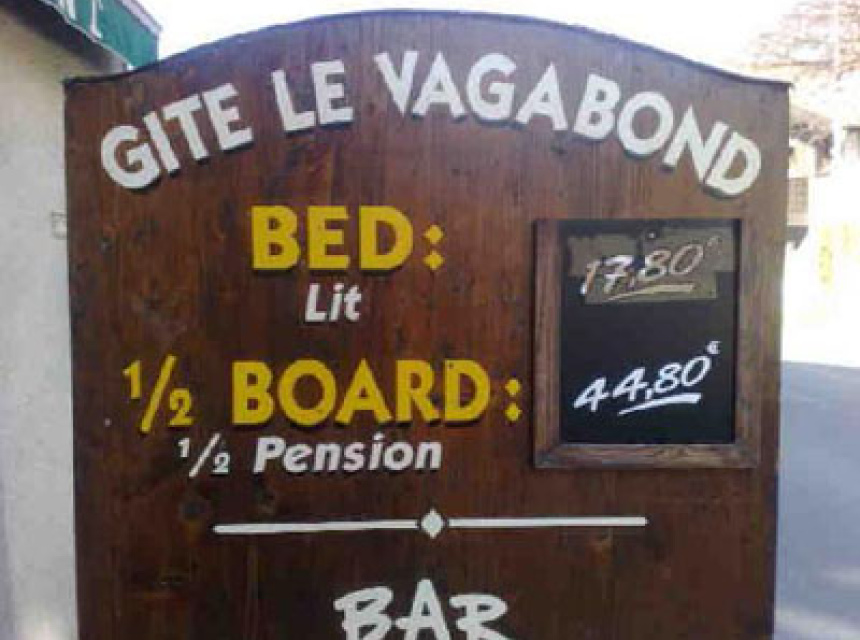 GITE LE VAGABOND
BED:
Lit
17,80€
1/2 BOARD:
1/2 Pension
44,80€
BAR